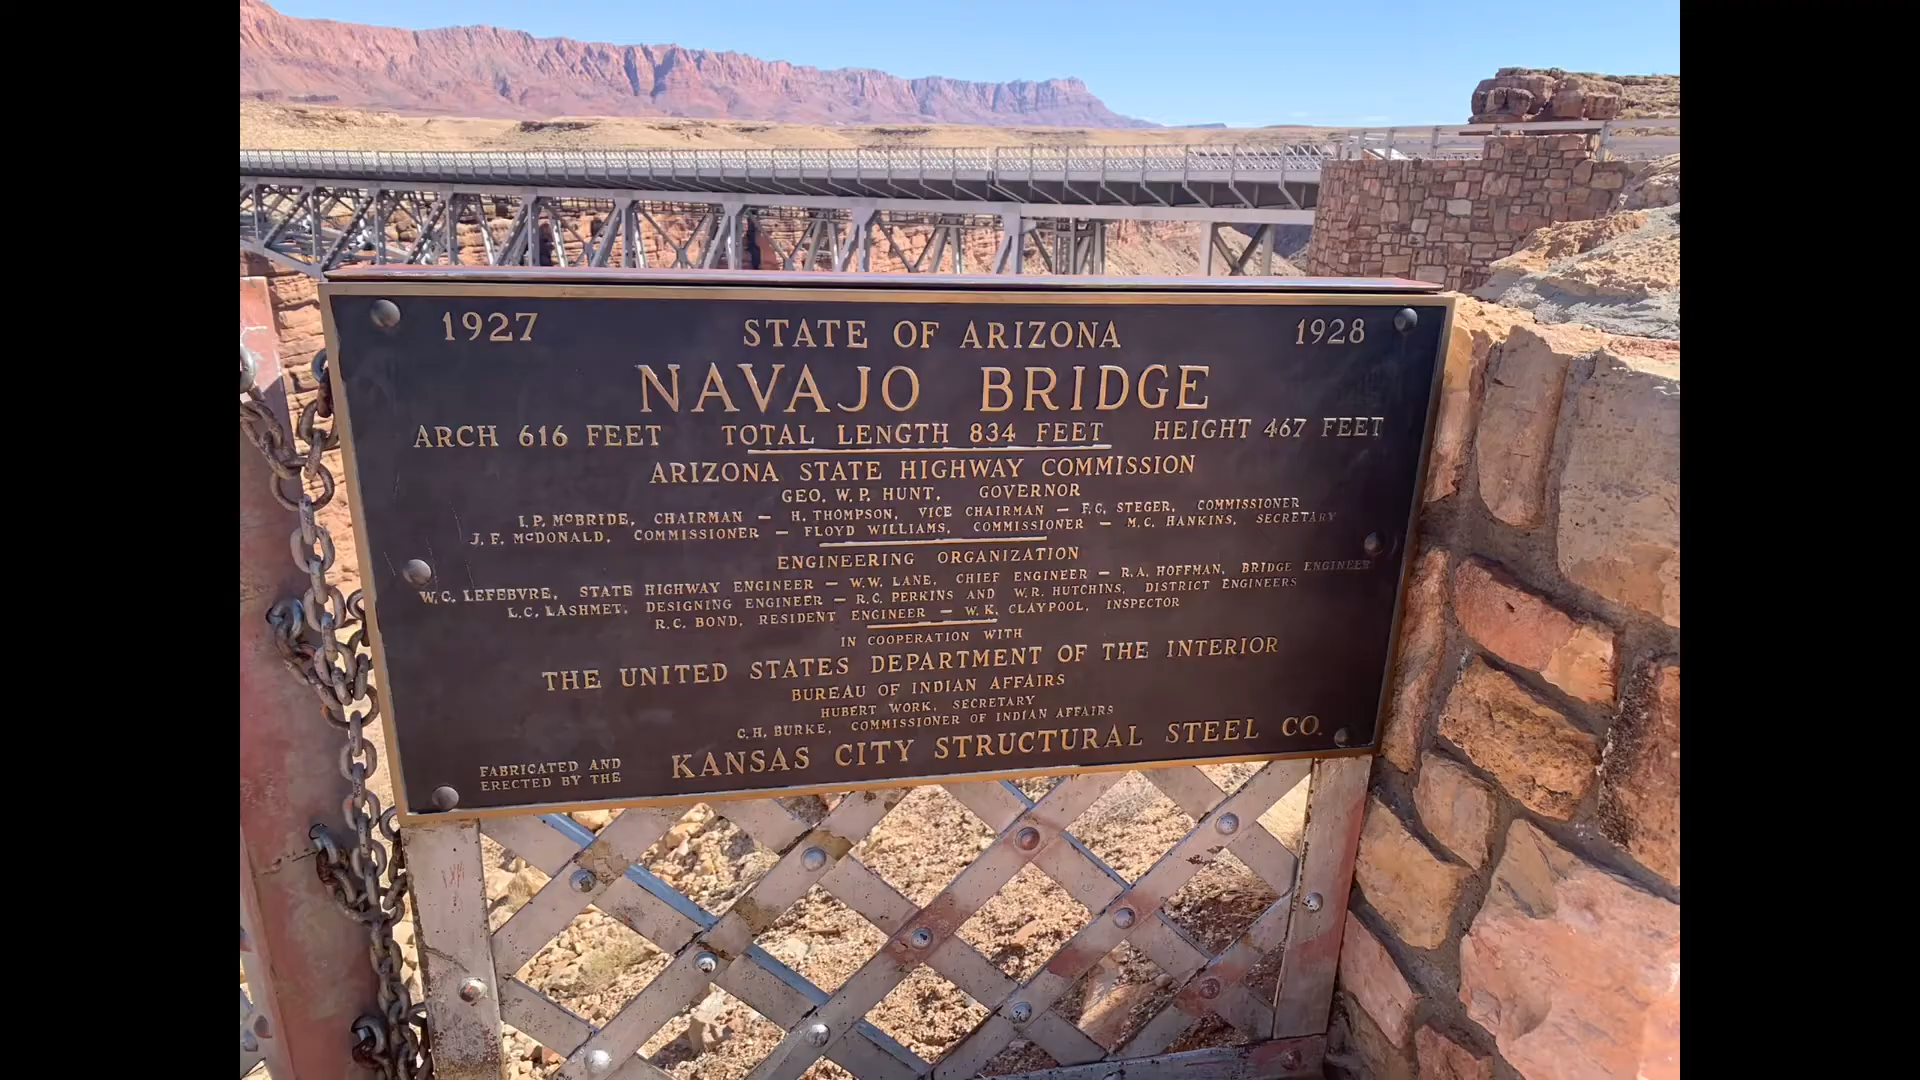 1927 STATE OF ARIZONA 1928
NAVAJO BRIDGE
ARCH 616 FEET TOTAL LENGTH 834 FEET HEIGHT 467 FEET
ARIZONA STATE HIGHWAY COMMISSION
GEO. W. P. HUNT, GOVERNOR
I. P. McBRIDE, CHAIRMAN — H. THOMPSON, VICE CHAIRMAN — F.C. STEGER, COMMISSIONER
J. F. McDONALD, COMMISSIONER — FLOYD WILLIAMS, COMMISSIONER — M.C. HANKINS, SECRETARY
ENGINEERING ORGANIZATION
W.C. LEFEBVRE, STATE HIGHWAY ENGINEER — W.W. LANE, CHIEF ENGINEER — R.A. HOFFMAN, BRIDGE ENGINEER
L.C. LASHMET, DESIGNING ENGINEER — R.C. PERKINS AND W.R. HUTCHINS, DISTRICT ENGINEERS
R.C. BOND, RESIDENT ENGINEER — W.K. CLAYPOOL, INSPECTOR
IN COOPERATION WITH
THE UNITED STATES DEPARTMENT OF THE INTERIOR
BUREAU OF INDIAN AFFAIRS
HUBERT WORK, SECRETARY
C.H. BURKE, COMMISSIONER OF INDIAN AFFAIRS
FABRICATED AND
ERECTED BY THE
KANSAS CITY STRUCTURAL STEEL CO.